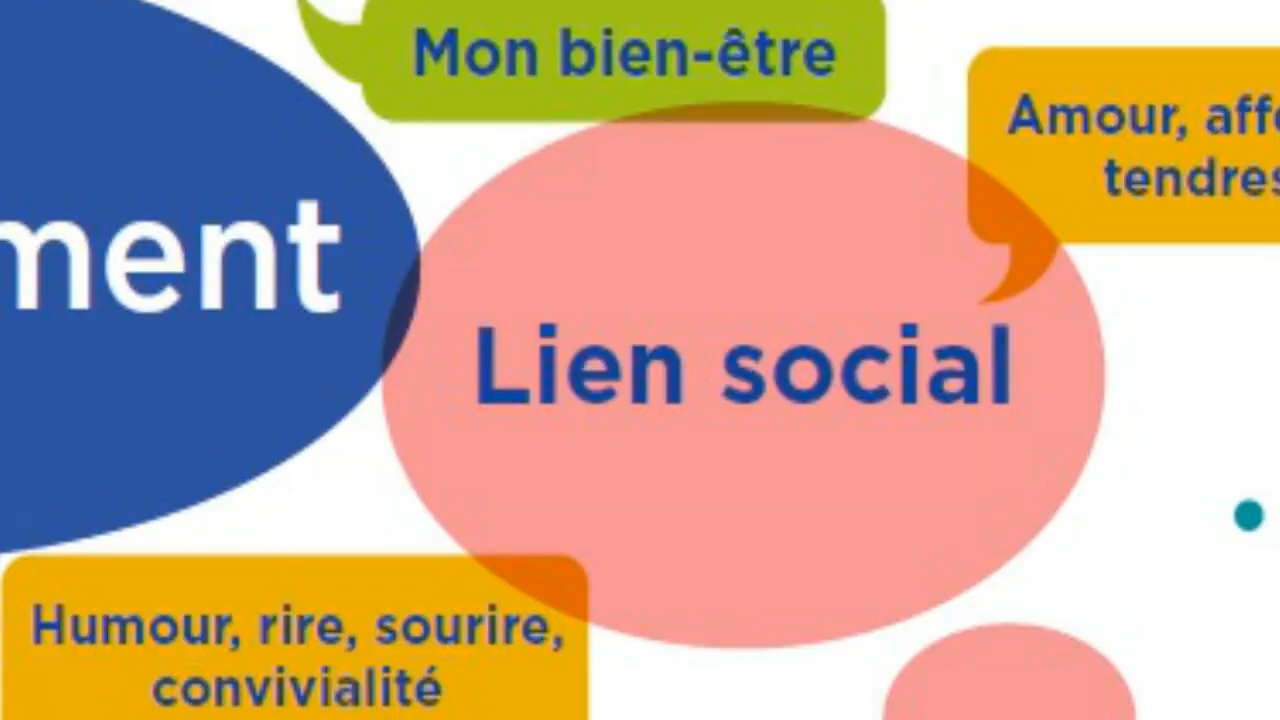 Mon bien-être
Amour,
ment
Lien social
Humour, rire, sourire,
convivialité